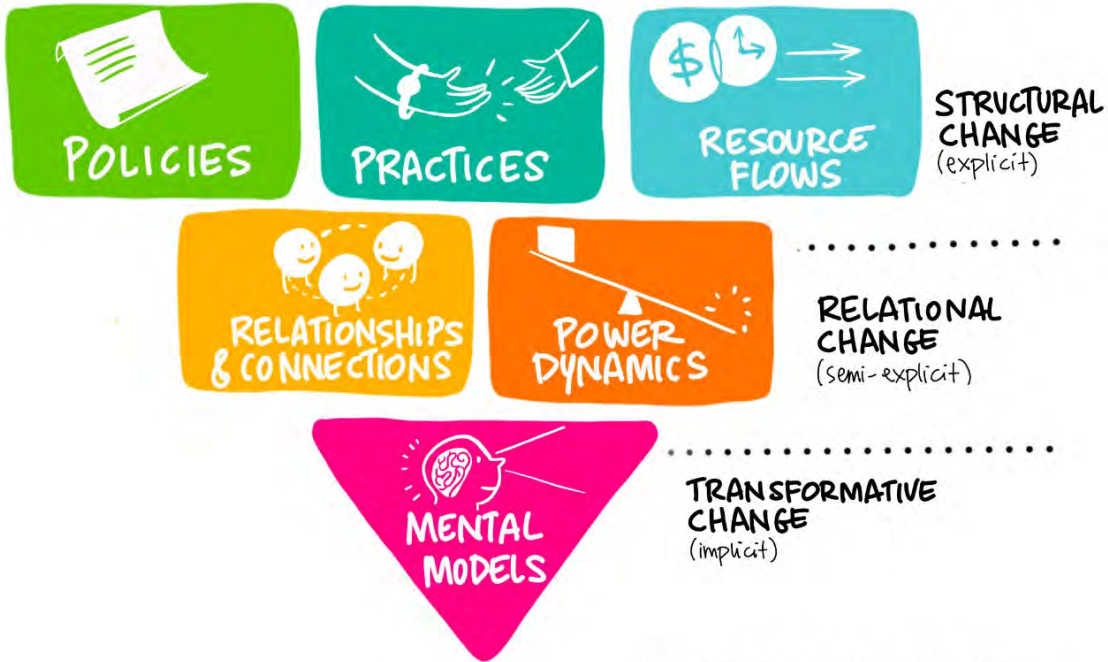 POLICIES
PRACTICES
$
RESOURCE
FLOWS
STRUCTURAL
CHANGE
(explicit)
RELATIONSHIPS
& CONNECTIONS
POWER
DYNAMICS
RELATIONAL
CHANGE
(semi-explicit)
MENTAL
MODELS
TRANSFORMATIVE
CHANGE
(implicit)